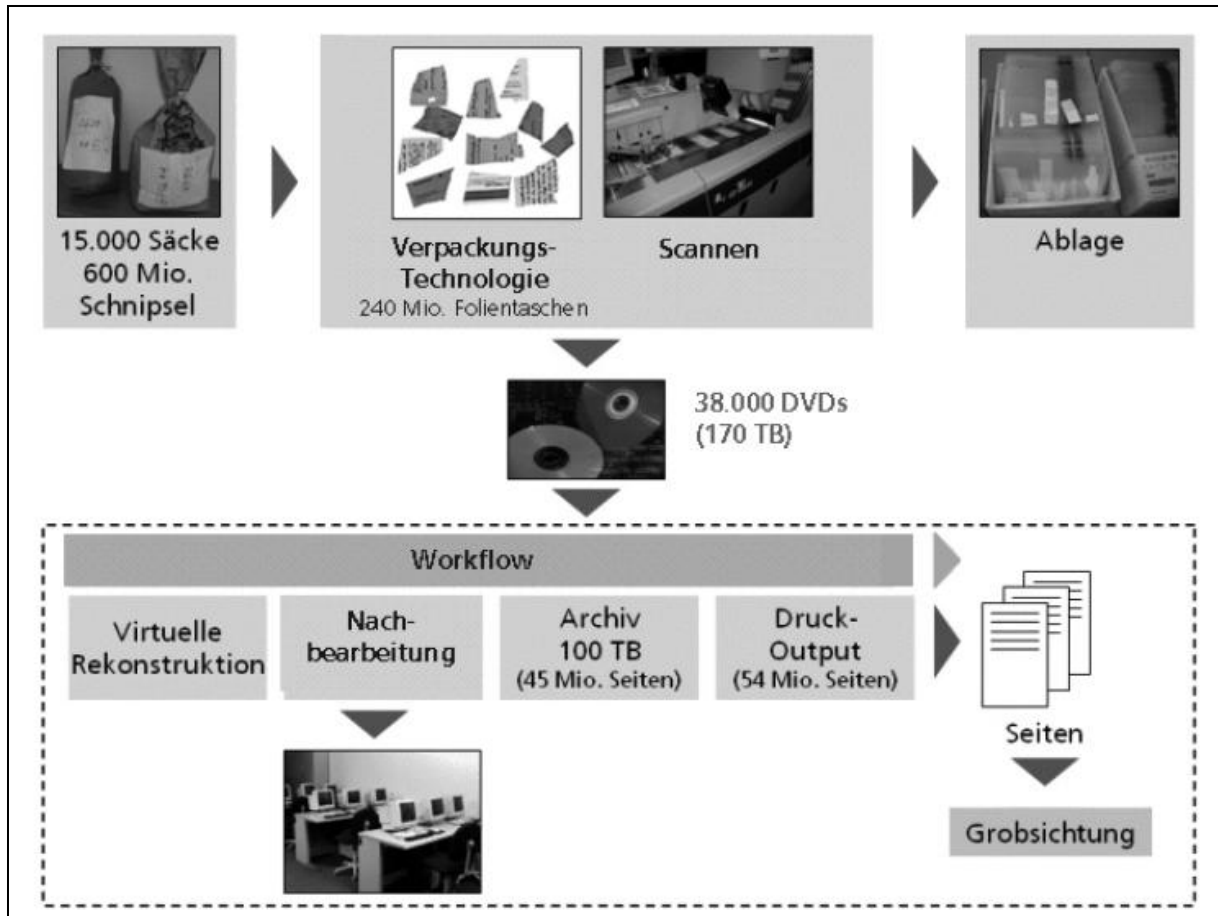 15.000 Säcke
600 Mio.
Schnipsel
Verpackungs-
Technologie
240 Mio. Folientaschen
Scannen
Ablage
38.000 DVDs
(170 TB)
Workflow
Virtuelle
Rekonstruktion
Nach-
bearbeitung
Archiv
100 TB
(45 Mio. Seiten)
Druck-
Output
(54 Mio. Seiten)
Seiten
Grobsichtung